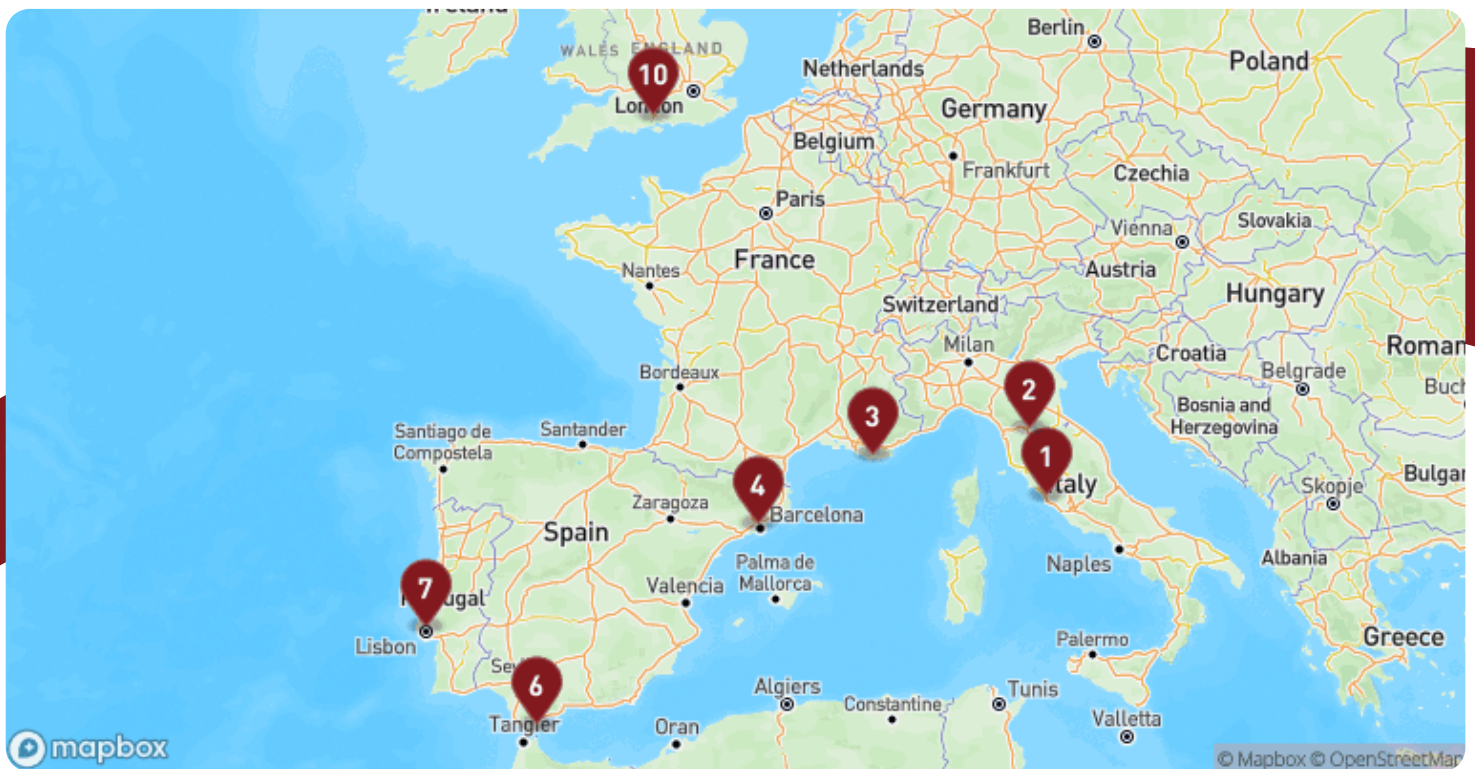 WALES
ENGLAND
10
London
Berlin
Poland
Netherlands
Germany
Belgium
Frankfurt
Czechia
Paris
Slovakia
Vienna
Nantes
France
Austria
Hungary
Switzerland
Milan
Croatia
Roman
Belgrade
Bordeaux
2
Buch
Bosnia and
Herzegovina
3
Santiago de
Compostela
Santander
1
Italy
Bulgar
4
Skopje
Zaragoza
Barcelona
Spain
Naples
Albania
Palma de
Mallorca
7
Valencia
Portugal
Lisbon
Palermo
Greece
6
Algiers
Constantine
Tunis
Tangier
Oran
Valletta
mapbox
© Mapbox © OpenStreetMap